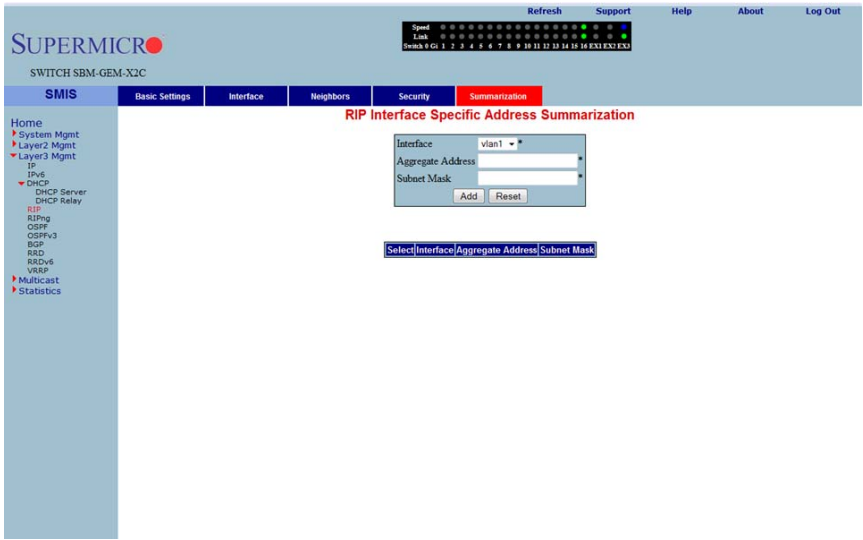 Refresh Support Help About Log Out
Speed
Link
Switch 0 Gi 1 2 3 4 5 6 7 8 9 10 11 12 13 14 15 16 EX1 EX2 EX3
SUPERMICRO
SWITCH SBM-GEM-X2C
SMIS Basic Settings Interface Neighbors Security Summarization
RIP Interface Specific Address Summarization
Home
System Mgmt
Layer2 Mgmt
Layer3 Mgmt
IP
IPv6
DHCP
DHCP Server
DHCP Relay
RIP
RIPng
OSPF
OSPFv3
BGP
RRD
RRDv6
VRRP
Multicast
Statistics
Interface vlan1 *
Aggregate Address *
Subnet Mask *
Add Reset
Select Interface Aggregate Address Subnet Mask